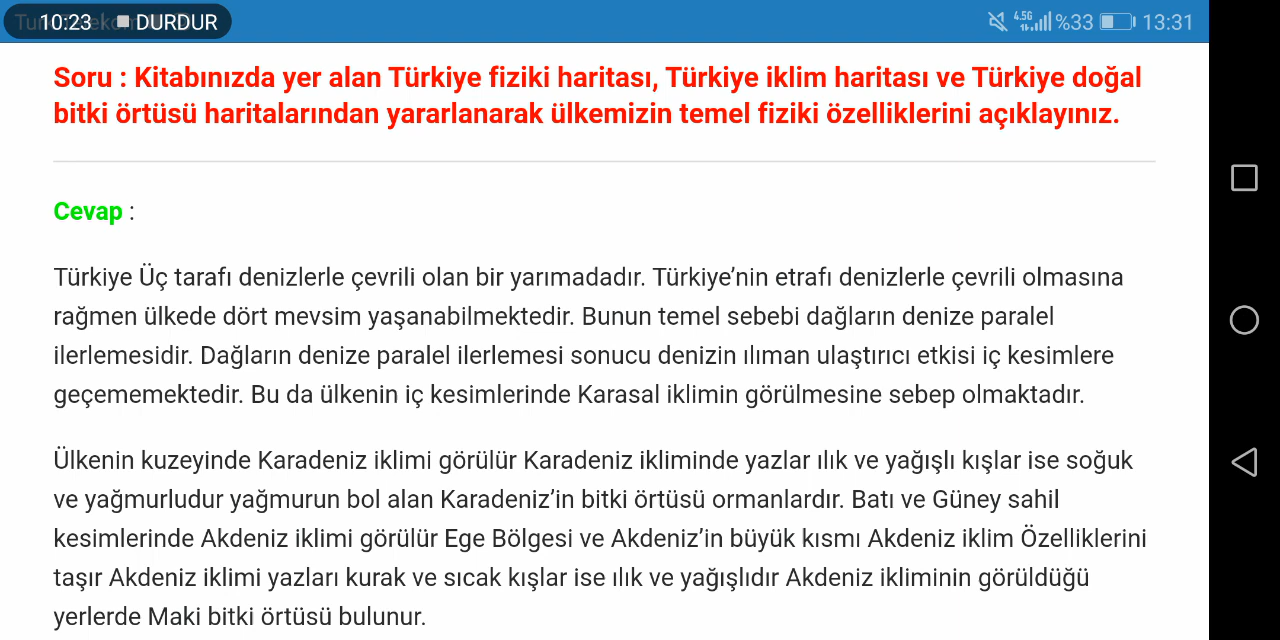 10:23 DURDUR
4.5G %33 13:31
Soru : Kitabınızda yer alan Türkiye fiziki haritası, Türkiye iklim haritası ve Türkiye doğal
bitki örtüsü haritalarından yararlanarak ülkemizin temel fiziki özelliklerini açıklayınız.
Cevap :
Türkiye Üç tarafı denizlerle çevrili olan bir yarımadadır. Türkiye’nin etrafı denizlerle çevrili olmasına
rağmen ülkede dört mevsim yaşanabilmektedir. Bunun temel sebebi dağların denize paralel
ilerlemesidir. Dağların denize paralel ilerlemesi sonucu denizin ılıman ulaştırıcı etkisi iç kesimlere
geçememektedir. Bu da ülkenin iç kesimlerinde Karasal iklimin görülmesine sebep olmaktadır.
Ülkenin kuzeyinde Karadeniz iklimi görülür Karadeniz ikliminde yazlar ılık ve yağışlı kışlar ise soğuk
ve yağmurludur yağmurun bol alan Karadeniz’in bitki örtüsü ormanlardır. Batı ve Güney sahil
kesimlerinde Akdeniz iklimi görülür Ege Bölgesi ve Akdeniz’in büyük kısmı Akdeniz iklim Özelliklerini
taşır Akdeniz iklimi yazları kurak ve sıcak kışlar ise ılık ve yağışlıdır Akdeniz ikliminin görüldüğü
yerlerde Maki bitki örtüsü bulunur.